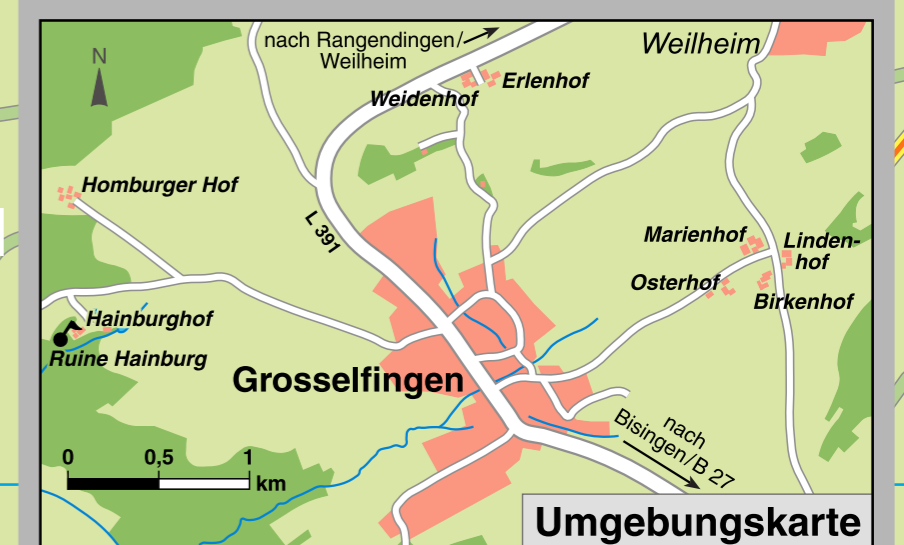 nach Rangendingen/
Weilheim
Weilheim
N
Erlenhof
Weidenhof
Homburger Hof
L 391
Marienhof
Linden-
hof
Osterhof
Birkenhof
Hainburghof
Ruine Hainburg
Grosselfingen
nach
Bisingen/B 27
0 0,5 1
km
Umgebungskarte